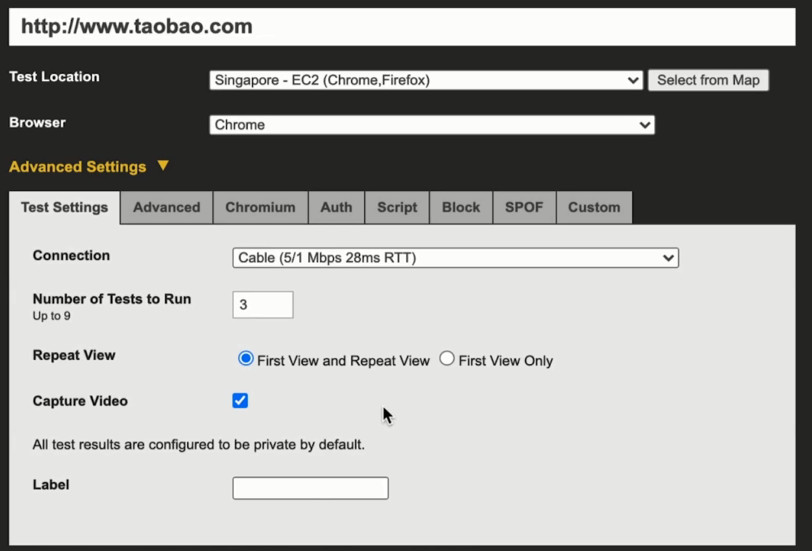 http://www.taobao.com
Test Location
Singapore - EC2 (Chrome,Firefox)
Select from Map
Browser
Chrome
Advanced Settings ▼
Test Settings
Advanced
Chromium
Auth
Script
Block
SPOF
Custom
Connection
Cable (5/1 Mbps 28ms RTT)
Number of Tests to Run
Up to 9
3
Repeat View
First View and Repeat View
First View Only
Capture Video
All test results are configured to be private by default.
Label